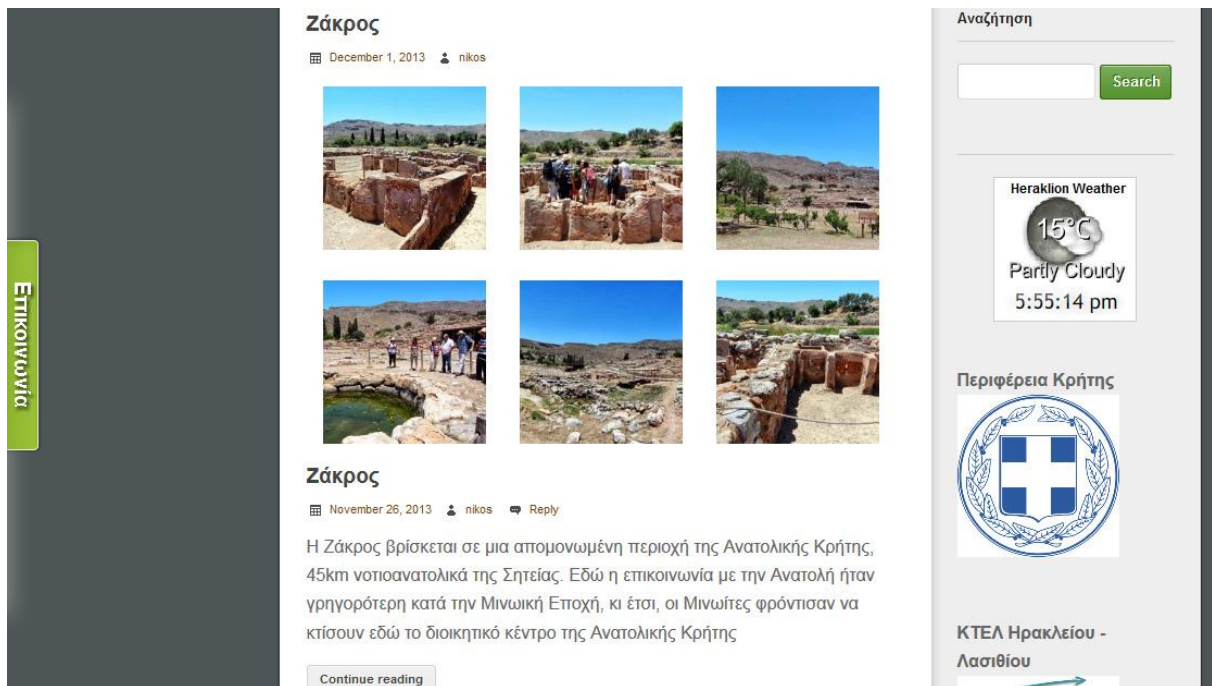 Ζάκρος
December 1, 2013 nikos
Ζάκρος
November 26, 2013 nikos Reply
Η Ζάκρος βρίσκεται σε μια απομονωμένη περιοχή της Ανατολικής Κρήτης,
45km νοτιοανατολικά της Σητείας. Εδώ η επικοινωνία με την Ανατολή ήταν
γρηγορότερη κατά την Μινωική Εποχή, κι έτσι, οι Μινωίτες φρόντισαν να
κτίσουν εδώ το διοικητικό κέντρο της Ανατολικής Κρήτης
Continue reading
Επικοινωνία
Αναζήτηση
Search
Heraklion Weather
15°C
Partly Cloudy
5:55:14 pm
Περιφέρεια Κρήτης
ΚΤΕΛ Ηρακλείου -
Λασιθίου